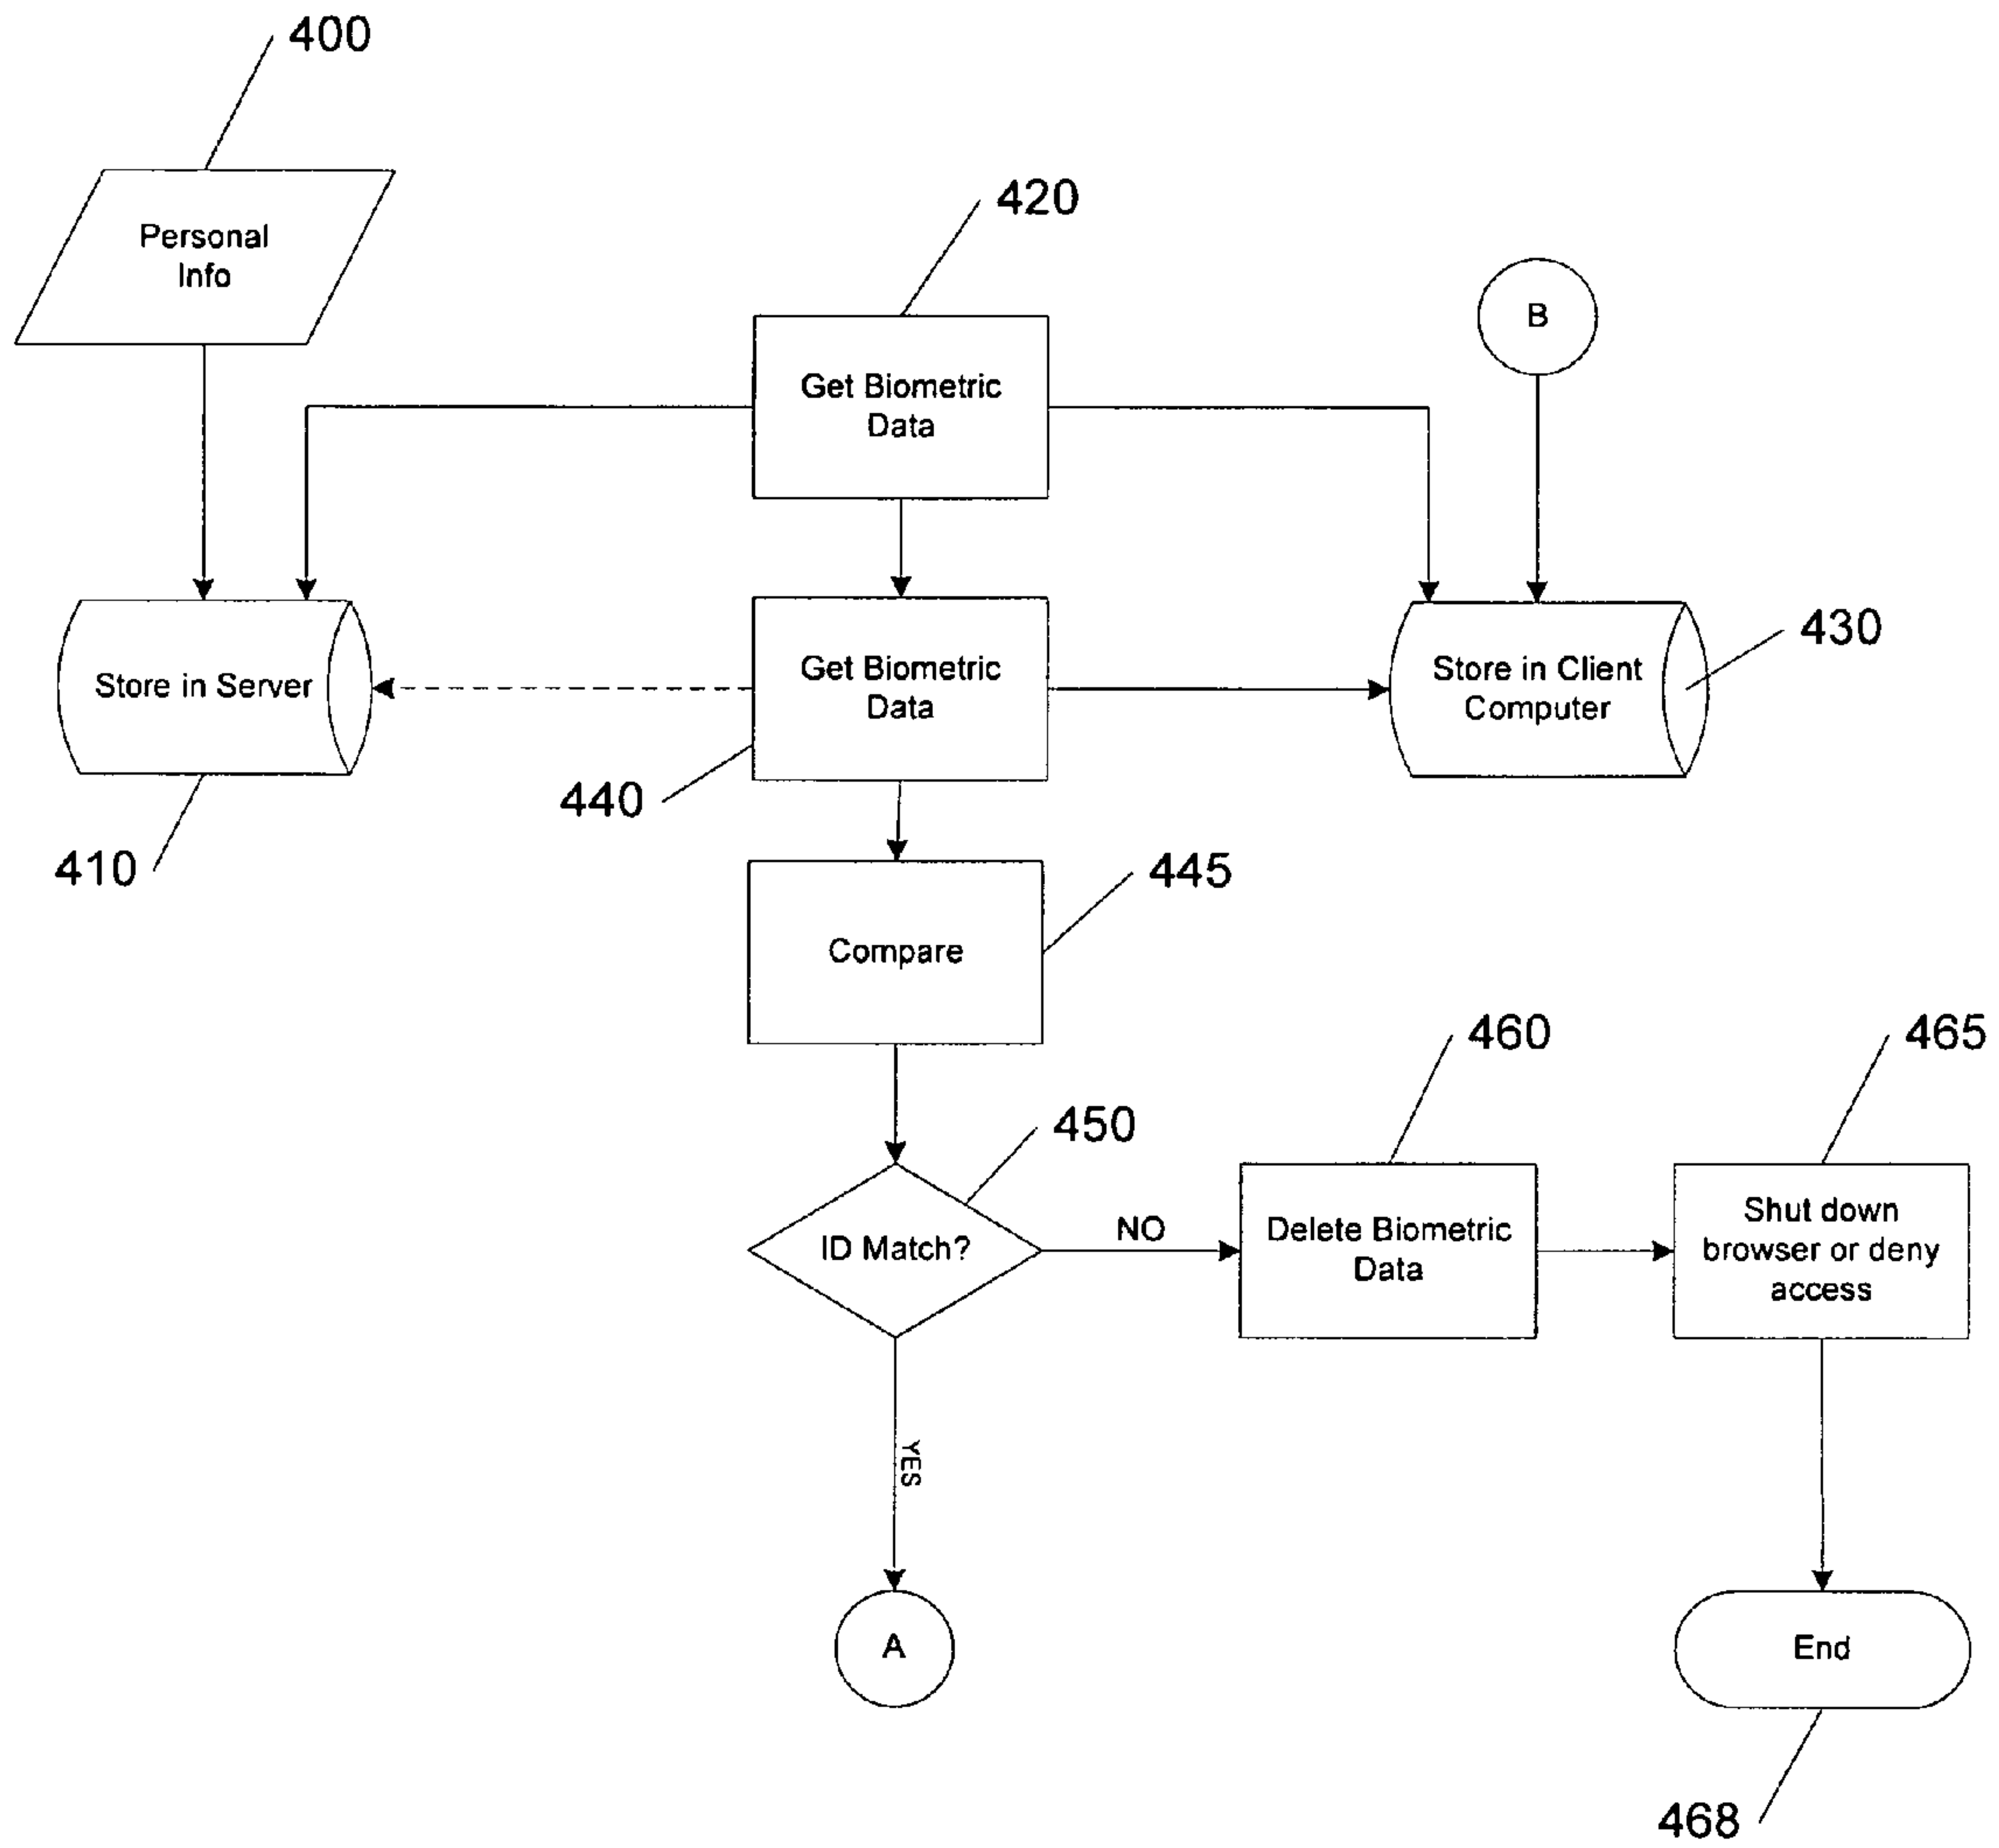 400
Personal
Info
420
Get Biometric
Data
B
Store in Server
410
Get Biometric
Data
440
Store in Client
Computer
430
Compare
445
450
ID Match?
NO
460
Delete Biometric
Data
465
Shut down
browser or deny
access
YES
A
End
468